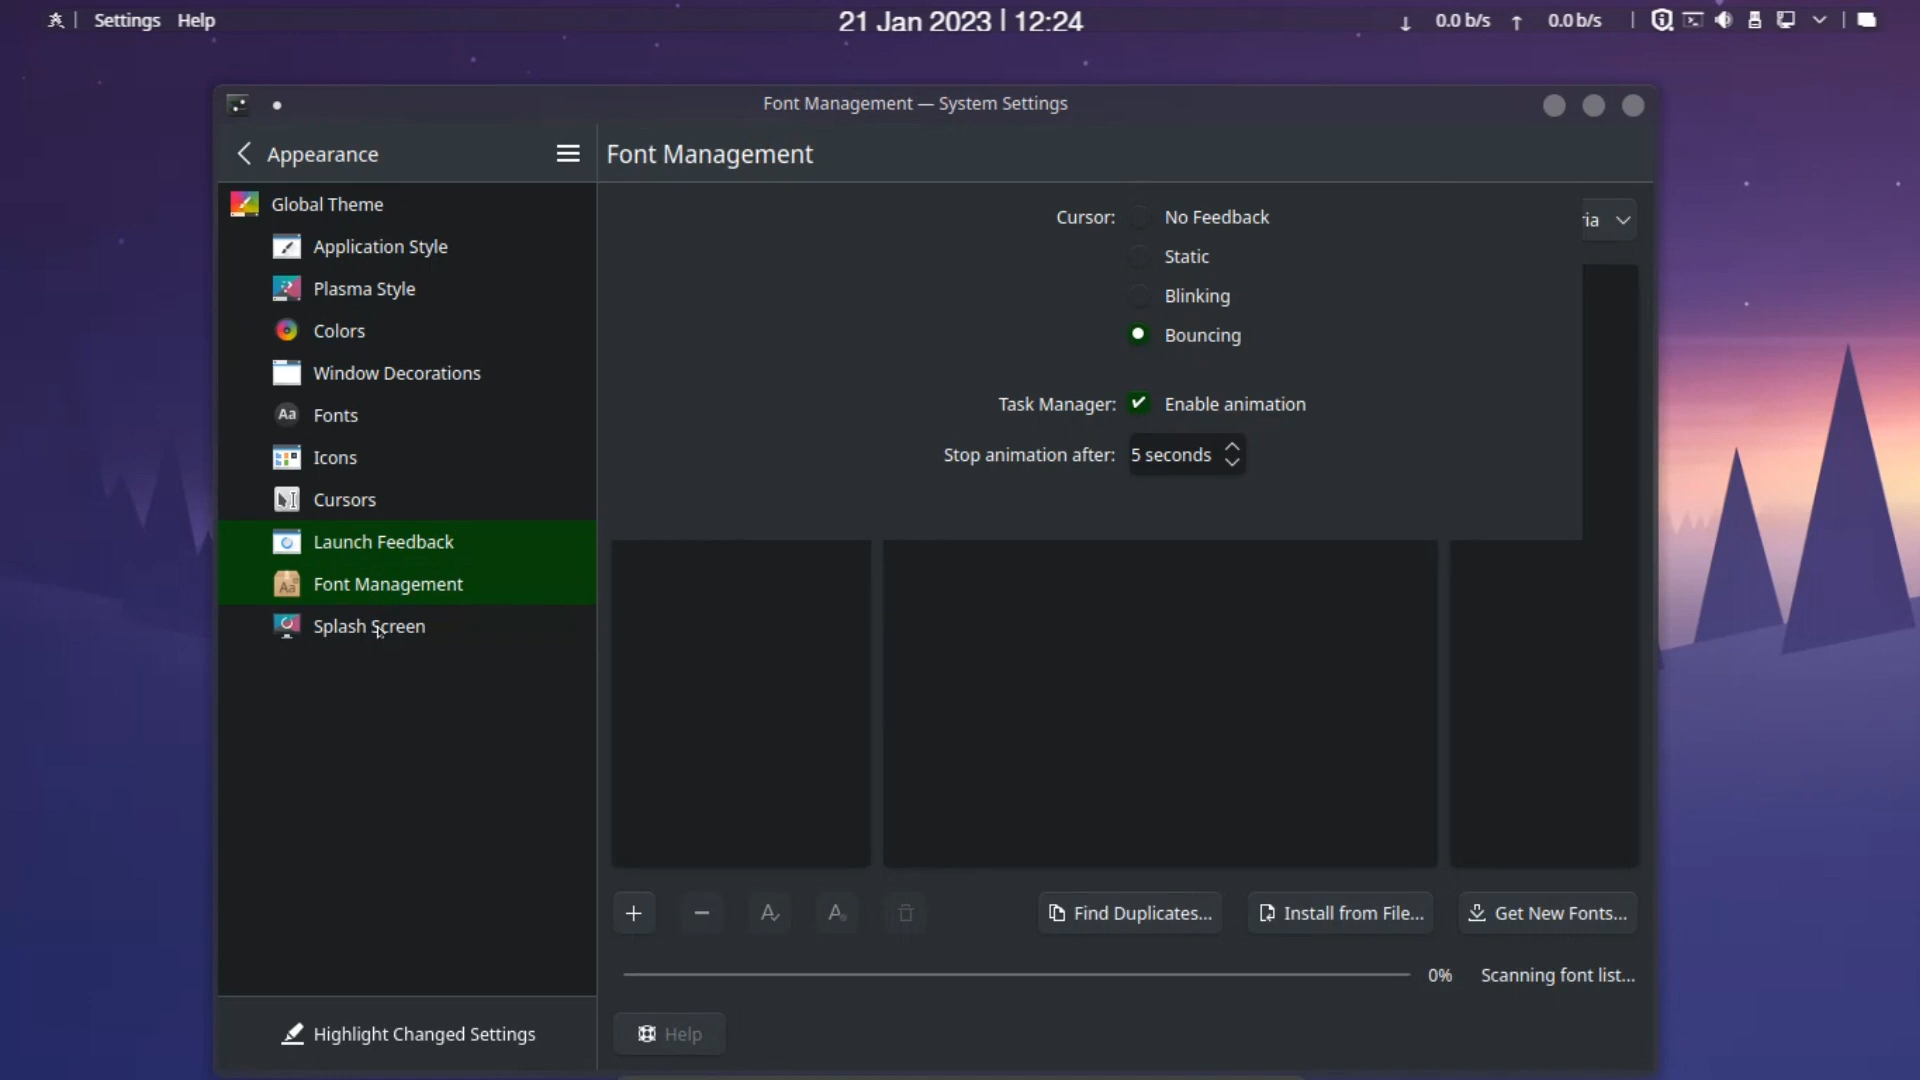 Settings Help
21 Jan 2023 | 12:24
↓ 0.0 b/s ↑ 0.0 b/s
Font Management — System Settings
Appearance
Font Management
Global Theme
Application Style
Plasma Style
Colors
Window Decorations
Fonts
Icons
Cursors
Launch Feedback
Font Management
Splash Screen
Highlight Changed Settings
Cursor: No Feedback
Static
Blinking
Bouncing
Task Manager: Enable animation
Stop animation after: 5 seconds
Find Duplicates... Install from File... Get New Fonts...
0% Scanning font list...
Help